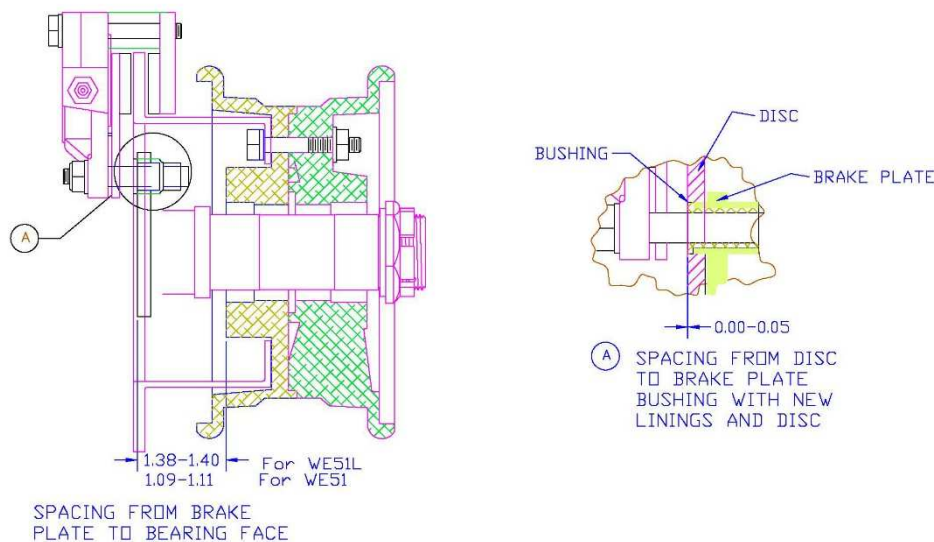 DISC
BUSHING
BRAKE PLATE
A
0.00-0.05
A SPACING FROM DISC
TO BRAKE PLATE
BUSHING WITH NEW
LININGS AND DISC
1.38-1.40 For WE51L
1.09-1.11 For WE51
SPACING FROM BRAKE
PLATE TO BEARING FACE